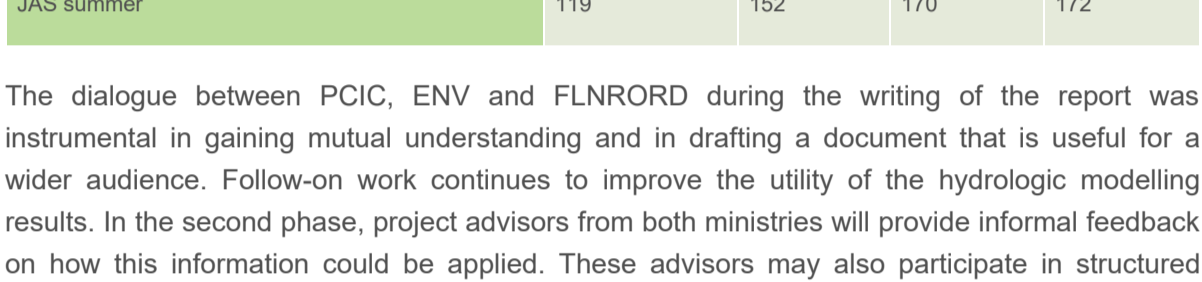 JAS summer 119 152 170 172
The dialogue between PCIC, ENV and FLNRORD during the writing of the report was
instrumental in gaining mutual understanding and in drafting a document that is useful for a
wider audience. Follow-on work continues to improve the utility of the hydrologic modelling
results. In the second phase, project advisors from both ministries will provide informal feedback
on how this information could be applied. These advisors may also participate in structured